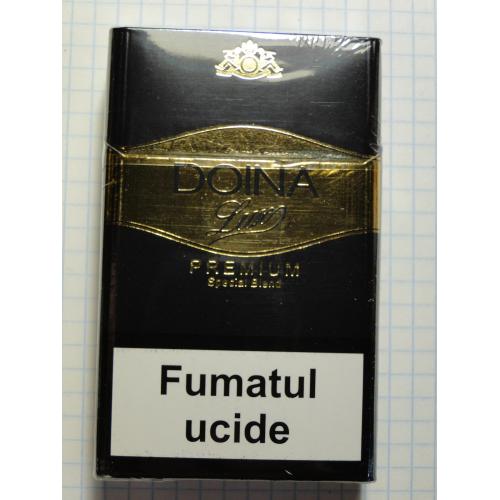 DOINA
Lux
PREMIUM
Special Blend
Fumatul
ucide